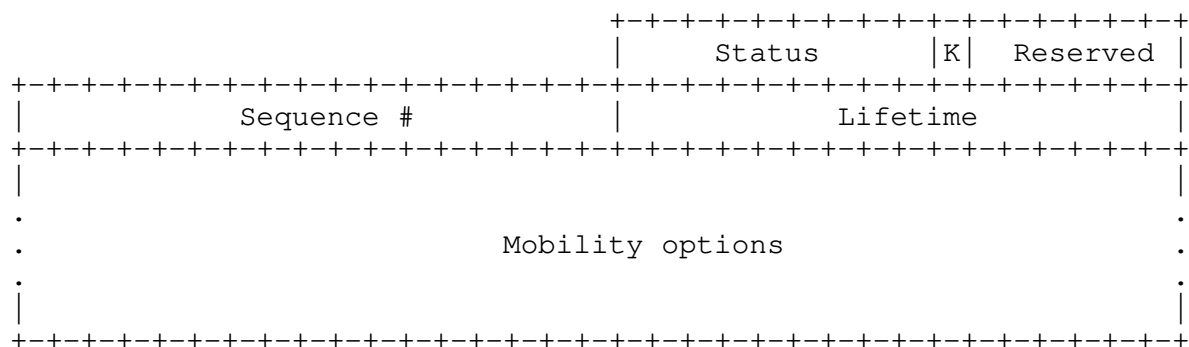 +-+-+-+-+-+-+-+-+-+-+-+-+-+-+-+-+
|    Status     |K|  Reserved |
+-+-+-+-+-+-+-+-+-+-+-+-+-+-+-+-+-+-+-+-+-+-+-+-+-+-+-+-+-+-+-+-+
|           Sequence #          |           Lifetime            |
+-+-+-+-+-+-+-+-+-+-+-+-+-+-+-+-+-+-+-+-+-+-+-+-+-+-+-+-+-+-+-+-+
|                                                               |
.                                                               .
.                        Mobility options                       .
.                                                               .
|                                                               |
+-+-+-+-+-+-+-+-+-+-+-+-+-+-+-+-+-+-+-+-+-+-+-+-+-+-+-+-+-+-+-+-+